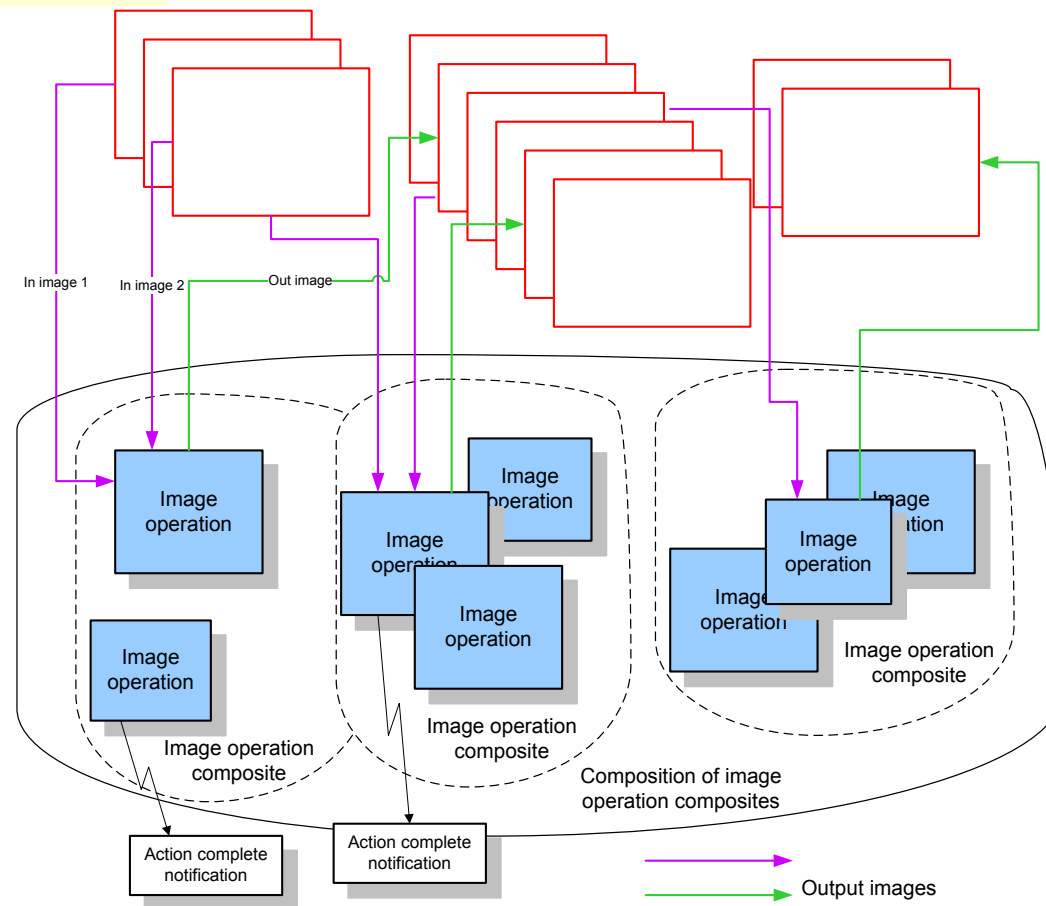 In image 1
In image 2
Out image
Image
operation
Image
operation
Image
operation
Image
operation
Image
operation
Image
operation
Image
operation
Image
operation
Image operation
composite
Image operation
composite
Image operation
composite
Composition of image
operation composites
Action complete
notification
Action complete
notification
Output images